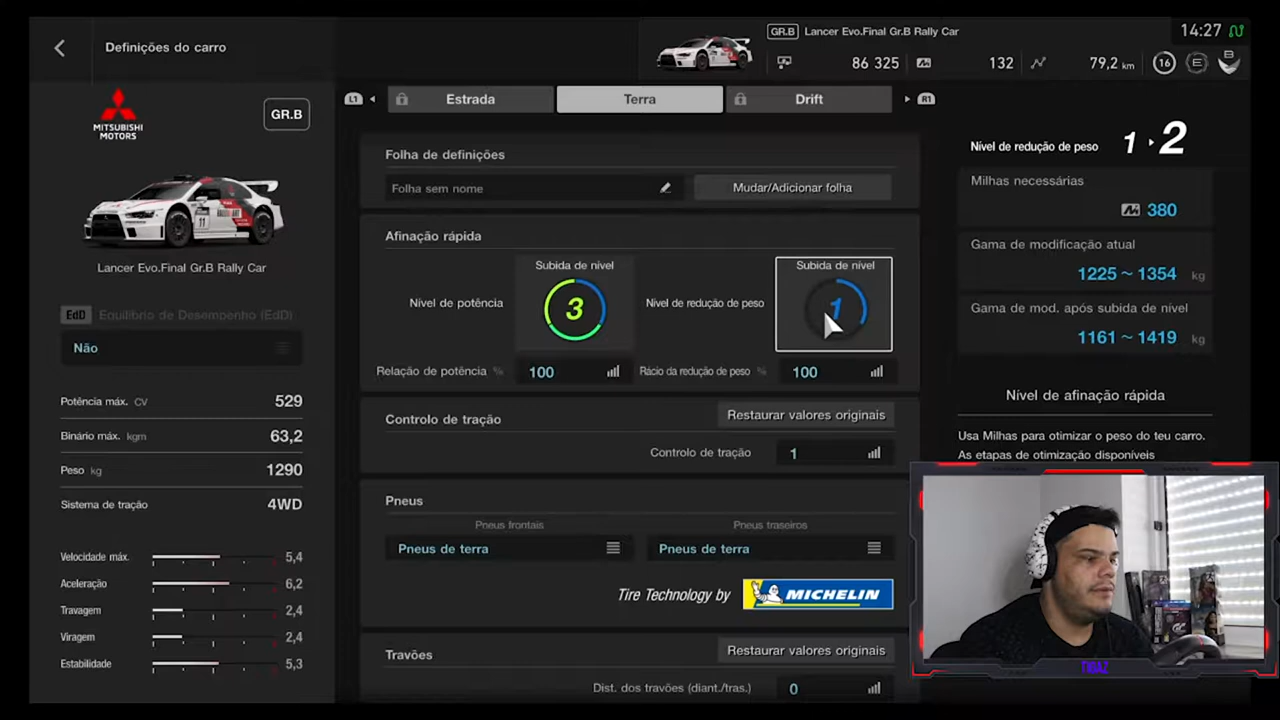 Definições do carro
GR.B Lancer Evo.Final Gr.B Rally Car
14:27
86 325
132
79,2 km
16
E
B
MITSUBISHI
MOTORS
GR.B
11
Lancer Evo.Final Gr.B Rally Car
EdD Equilíbrio de Desempenho (EdD)
Não
Potência máx. CV 529
Binário máx. kgm 63,2
Peso kg 1290
Sistema de tração 4WD
Velocidade máx. 5,4
Aceleração 6,2
Travagem 2,4
Viragem 2,4
Estabilidade 5,3
L1 Estrada Terra Drift R1
Folha de definições
Folha sem nome Mudar/Adicionar folha
Afinação rápida
Subida de nível Subida de nível
Nível de potência 3 Nível de redução de peso 1
Relação de potência % 100 Rácio da redução de peso % 100
Controlo de tração Restaurar valores originais
Controlo de tração 1
Pneus
Pneus frontais Pneus traseiros
Pneus de terra Pneus de terra
Tire Technology by MICHELIN
Travões Restaurar valores originais
Dist. dos travões (diant./tras.) 0
Nível de redução de peso 1 2
Milhas necessárias
380
Gama de modificação atual
1225 ~ 1354 kg
Gama de mod. após subida de nível
1161 ~ 1419 kg
Nível de afinação rápida
Usa Milhas para otimizar o peso do teu carro.
As etapas de otimização disponíveis
TIBAZ